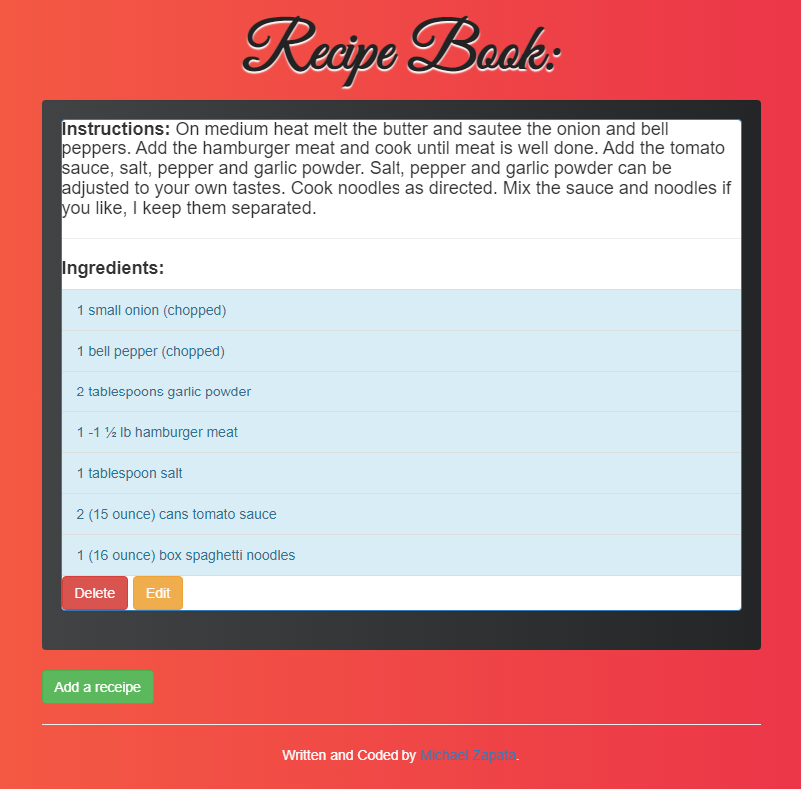 Recipe Book:
Instructions: On medium heat melt the butter and sautee the onion and bell
peppers. Add the hamburger meat and cook until meat is well done. Add the tomato
sauce, salt, pepper and garlic powder. Salt, pepper and garlic powder can be
adjusted to your own tastes. Cook noodles as directed. Mix the sauce and noodles if
you like, I keep them separated.
Ingredients:
1 small onion (chopped)
1 bell pepper (chopped)
2 tablespoons garlic powder
1 -1 ½ lb hamburger meat
1 tablespoon salt
2 (15 ounce) cans tomato sauce
1 (16 ounce) box spaghetti noodles
Delete Edit
Add a receipe
Written and Coded by Michael Zapata.